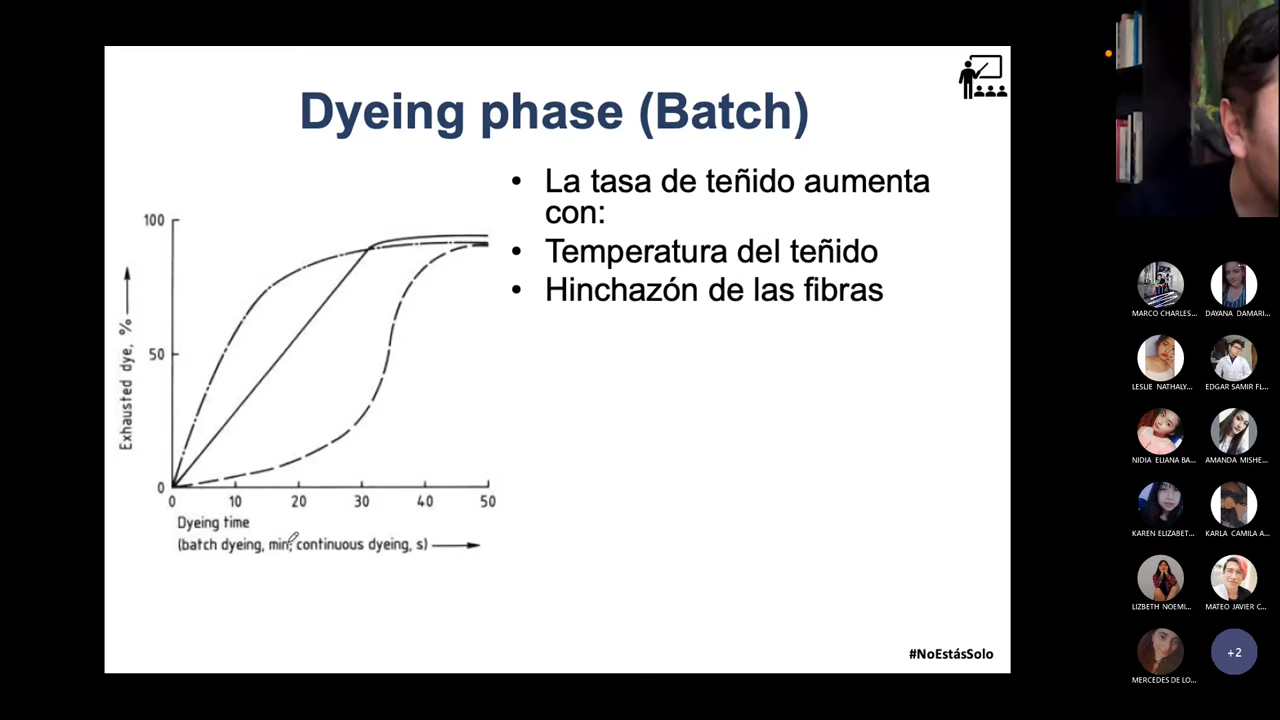 Dyeing phase (Batch)
• La tasa de teñido aumenta
con:
• Temperatura del teñido
• Hinchazón de las fibras
100
50
0
Exhausted dye, %
0 10 20 30 40 50
Dyeing time
(batch dyeing, min; continuous dyeing, s)
#NoEstásSolo
MARCO CHARLES...
DAYANA DAMARI...
LESLIE NATHALY...
EDGAR SAMIR FL...
NIDIA ELIANA BA...
AMANDA MISHE...
KAREN ELIZABET...
KARLA CAMILA A...
LIZBETH NOEMI...
MATEO JAVIER C...
MERCEDES DE LO...
+2